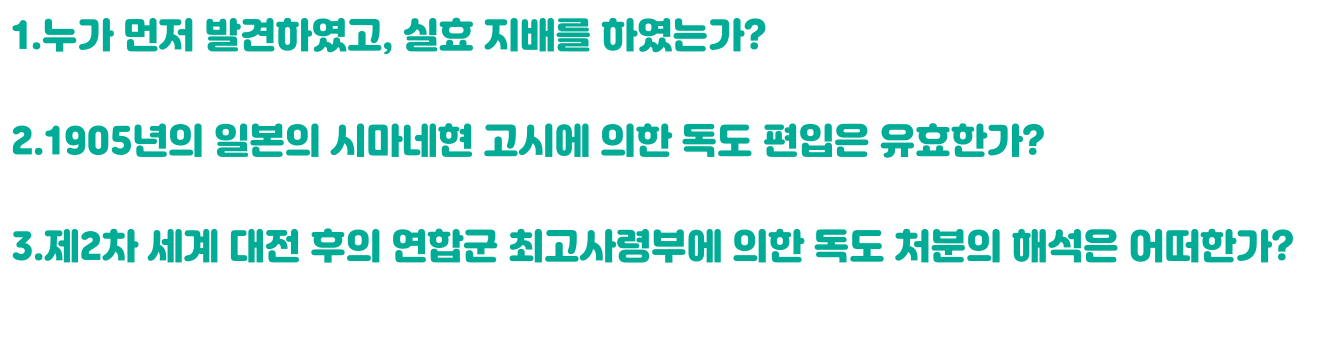 1.누가 먼저 발견하였고, 실효 지배를 하였는가?
2.1905년의 일본의 시마네현 고시에 의한 독도 편입은 유효한가?
3.제2차 세계 대전 후의 연합군 최고사령부에 의한 독도 처분의 해석은 어떠한가?